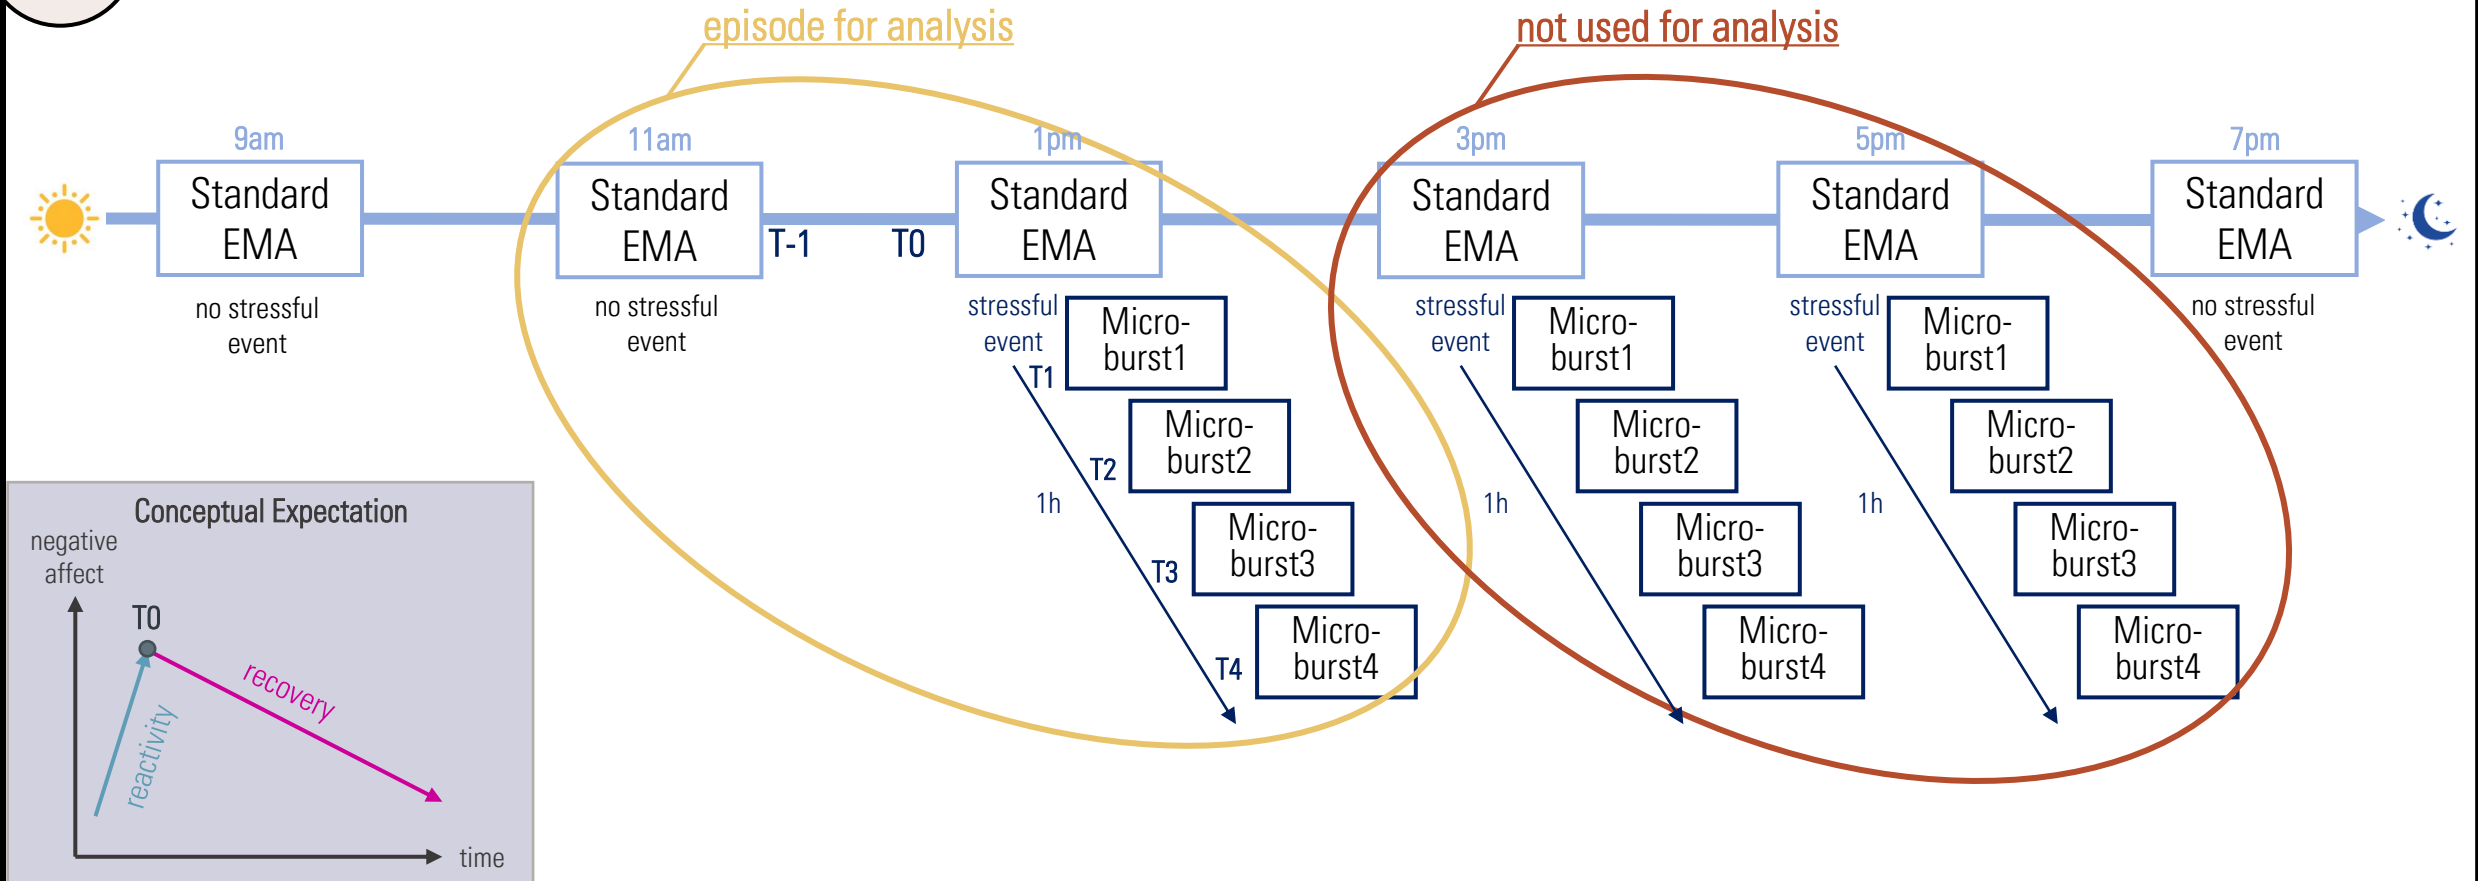 episode for analysis
not used for analysis
9am
11am
1pm
3pm
5pm
7pm
Standard
EMA
Standard
EMA
Standard
EMA
Standard
EMA
Standard
EMA
Standard
EMA
T-1
T0
no stressful
event
no stressful
event
stressful
event
stressful
event
stressful
event
no stressful
event
T1
Micro-
burst1
T2
Micro-
burst2
1h
T3
Micro-
burst3
T4
Micro-
burst4
Micro-
burst1
Micro-
burst2
1h
Micro-
burst3
Micro-
burst4
Micro-
burst1
Micro-
burst2
1h
Micro-
burst3
Micro-
burst4
Conceptual Expectation
negative
affect
T0
recovery
reactivity
time